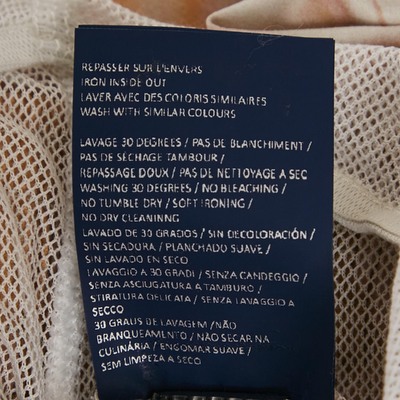 REPASSER SUR L'ENVERS
IRON INSIDE OUT
LAVER AVEC DES COLORIS SIMILAIRES
WASH WITH SIMILAR COLOURS
LAVAGE 30 DEGREES / PAS DE BLANCHIMENT /
PAS DE SÉCHAGE TAMBOUR /
REPASSAGE DOUX / PAS DE NETTOYAGE A SEC
WASHING 30 DEGREES / NO BLEACHING /
NO TUMBLE DRY / SOFT IRONING /
NO DRY CLEANINNG
LAVADO DE 30 GRADOS / SIN DECOLORACIÓN /
SIN SECADURA / PLANCHADO SUAVE /
SIN LAVADO EN SECO
LAVAGGIO A 30 GRADI / SENZA CANDEGGIO /
SENZA ASCIUGATURA A TAMBURO /
STIRATURA DELICATA / SENZA LAVAGGIO A
SECCO
30 GRAUS DE LAVAGEM /NÃO
BRANQUEAMENTO / NÃO SECAR NA
CULINÁRIA / ENGOMAR SUAVE /
SEM LIMPEZA A SECO